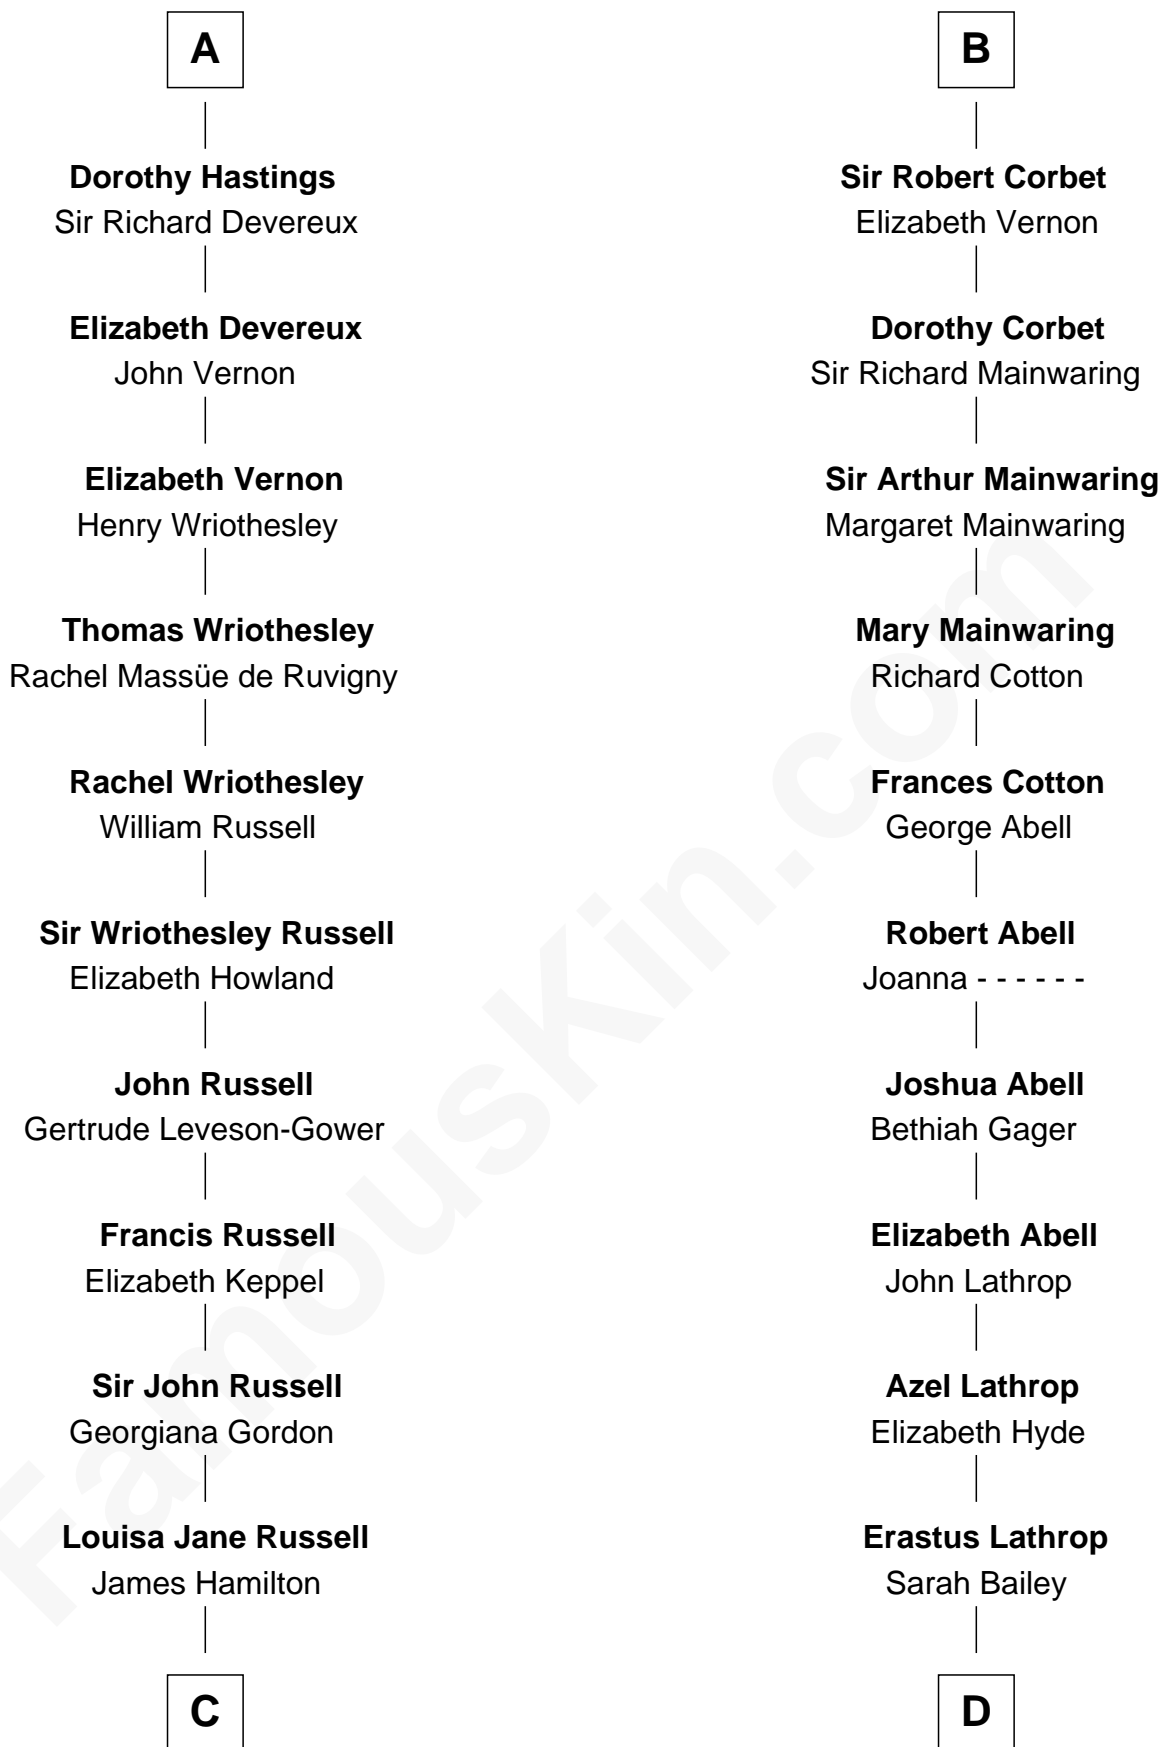 A
Dorothy Hastings
Sir Richard Devereux
Elizabeth Devereux
John Vernon
Elizabeth Vernon
Henry Wriothesley
Thomas Wriothesley
Rachel Massüe de Ruvigny
Rachel Wriothesley
William Russell
Sir Wriothesley Russell
Elizabeth Howland
John Russell
Gertrude Leveson-Gower
Francis Russell
Elizabeth Keppel
Sir John Russell
Georgiana Gordon
Louisa Jane Russell
James Hamilton
C
B
Sir Robert Corbet
Elizabeth Vernon
Dorothy Corbet
Sir Richard Mainwaring
Sir Arthur Mainwaring
Margaret Mainwaring
Mary Mainwaring
Richard Cotton
Frances Cotton
George Abell
Robert Abell
Joanna - - - - - -
Joshua Abell
Bethiah Gager
Elizabeth Abell
John Lathrop
Azel Lathrop
Elizabeth Hyde
Erastus Lathrop
Sarah Bailey
D
FamousKin.com